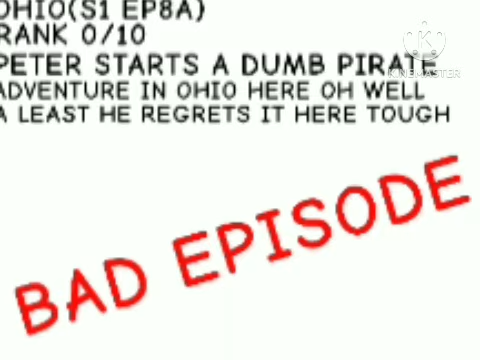 OHIO(S1 EP8A)
RANK 0/10
PETER STARTS A DUMB PIRATE
ADVENTURE IN OHIO HERE OH WELL
A LEAST HE REGRETS IT HERE TOUGH
BAD EPISODE
KINEMASTER